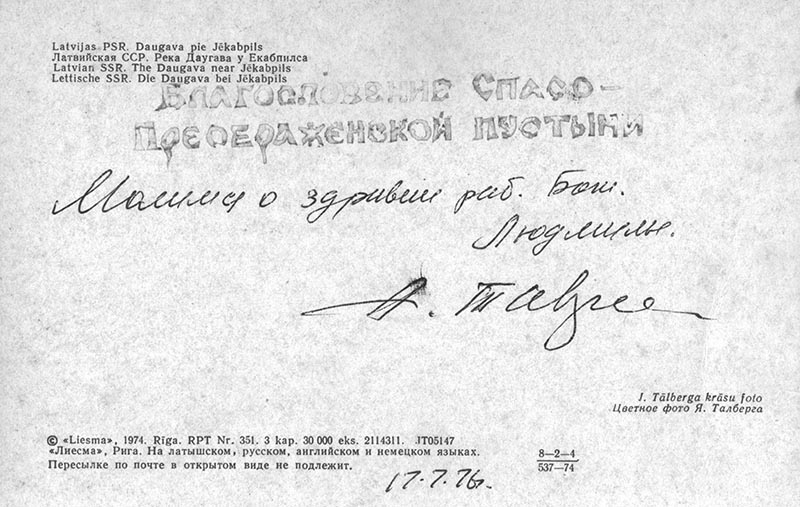 Latvijas PSR. Daugava pie Jēkabpils
Латвийская ССР. Река Даугава у Екабпилса
Latvian SSR. The Daugava near Jēkabpils
Lettische SSR. Die Daugava bei Jēkabpils
Благословение Спасо-
Преображенской пустыни
Молимся о здравии раб. Бож.
Людмилы.
J. Tālberga krāsu foto
Цветное фото Я. Талберга
© «Liesma», 1974. Rīga. RPT Nr. 351. 3 kap. 30 000 eks. 2114311. JT05147
«Лиесма», Рига. На латышском, русском, английском и немецком языках.
Пересылке по почте в открытом виде не подлежит.
8—2—4
537—74
17.7.76г.